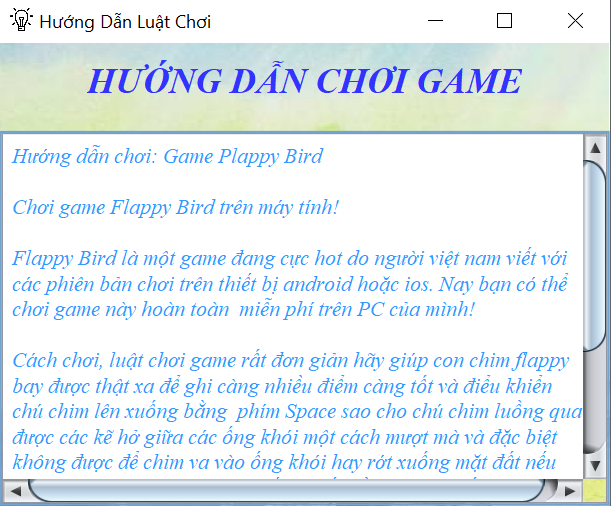 Hướng Dẫn Luật Chơi
HƯỚNG DẪN CHƠI GAME
Hướng dẫn chơi: Game Plappy Bird
Chơi game Flappy Bird trên máy tính!
Flappy Bird là một game đang cực hot do người việt nam viết với
các phiên bản chơi trên thiết bị android hoặc ios. Nay bạn có thể
chơi game này hoàn toàn  miễn phí trên PC của mình!
Cách chơi, luật chơi game rất đơn giản hãy giúp con chim flappy
bay được thật xa để ghi càng nhiều điểm càng tốt và điều khiển
chú chim lên xuống bằng  phím Space sao cho chú chim luồng qua
được các kẽ hở giữa các ống khói một cách mượt mà và đặc biệt
không được để chim va vào ống khói hay rớt xuống mặt đất nếu